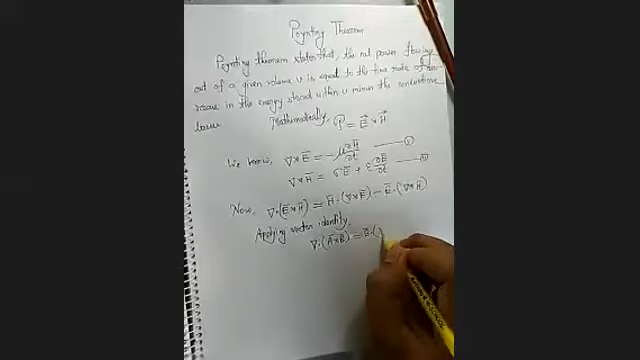 Poynting Theorem
Poynting theorem states that, the net power flowing
out of a given volume v is equal to the time rate of de-
crease in the energy stored within v minus the conduction
losses.
Mathematically, P = E⃗ × H⃗
We know, ∇×E̅ = -μ ∂H̅/∂t —— ①
∇×H̅ = σE̅ + ε ∂E̅/∂t —— ②
Now, ∇·(E̅×H̅) = H̅·(∇×E̅) - E̅·(∇×H̅)
Applying vector identity,
∇·(A̅×B̅) = B̅·(